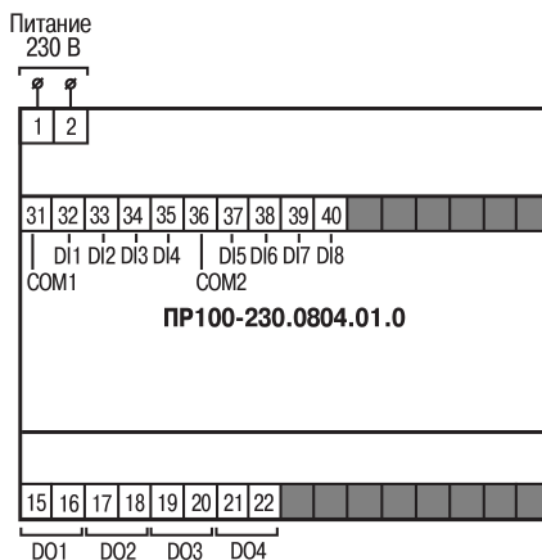 Питание
230 В
1 2
31 32 33 34 35 36 37 38 39 40
DI1 DI2 DI3 DI4 DI5 DI6 DI7 DI8
COM1 COM2
ПР100-230.0804.01.0
15 16 17 18 19 20 21 22
DO1 DO2 DO3 DO4